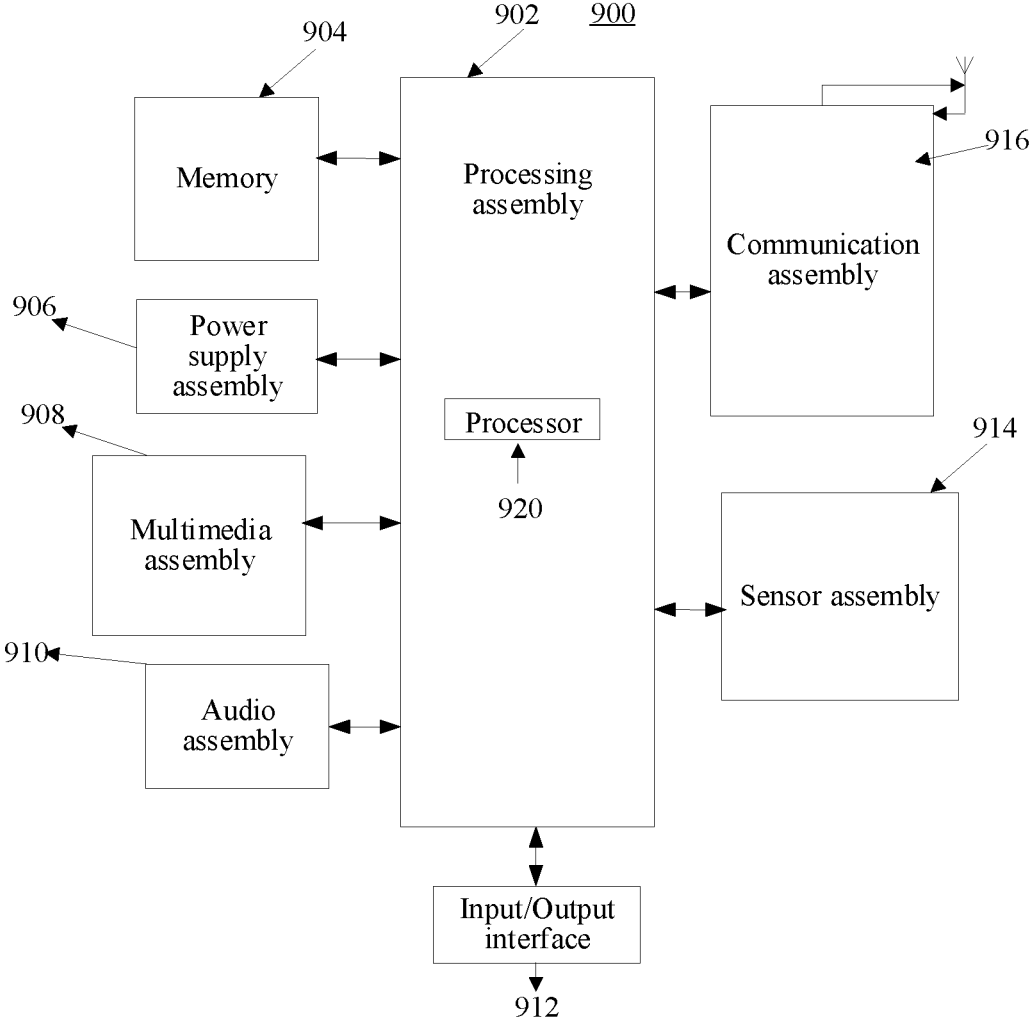 902
900
904
Memory
Processing
assembly
916
Communication
assembly
906
Power
supply
assembly
908
Processor
920
914
Multimedia
assembly
Sensor assembly
910
Audio
assembly
Input/Output
interface
912